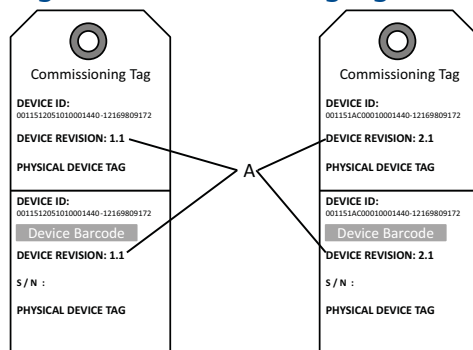 Commissioning Tag
DEVICE ID:
0011512051010001440-12169809172
DEVICE REVISION: 1.1
PHYSICAL DEVICE TAG
DEVICE ID:
0011512051010001440-12169809172
Device Barcode
DEVICE REVISION: 1.1
S / N :
PHYSICAL DEVICE TAG
A
Commissioning Tag
DEVICE ID:
001151AC00010001440-12169809172
DEVICE REVISION: 2.1
PHYSICAL DEVICE TAG
DEVICE ID:
001151AC00010001440-12169809172
Device Barcode
DEVICE REVISION: 2.1
S / N :
PHYSICAL DEVICE TAG